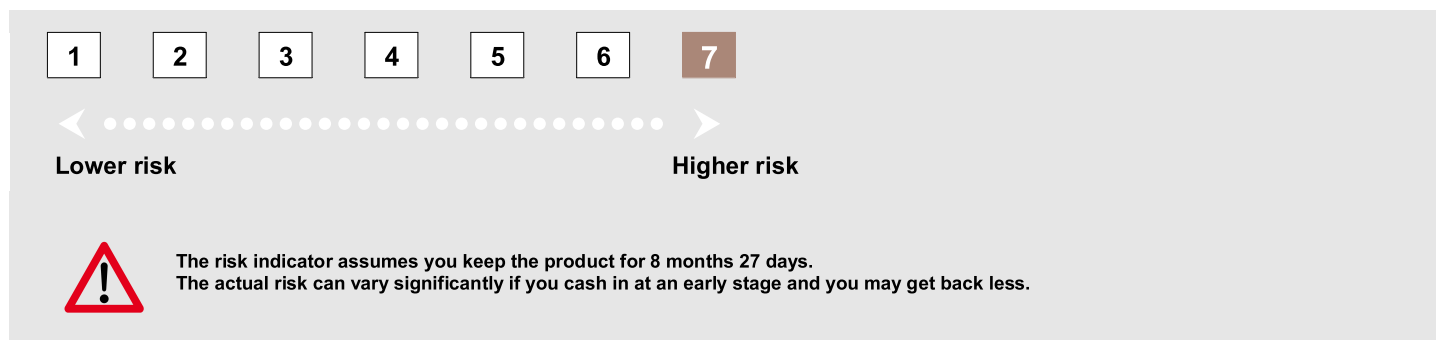 1 2 3 4 5 6 7
Lower risk Higher risk
The risk indicator assumes you keep the product for 8 months 27 days.
The actual risk can vary significantly if you cash in at an early stage and you may get back less.